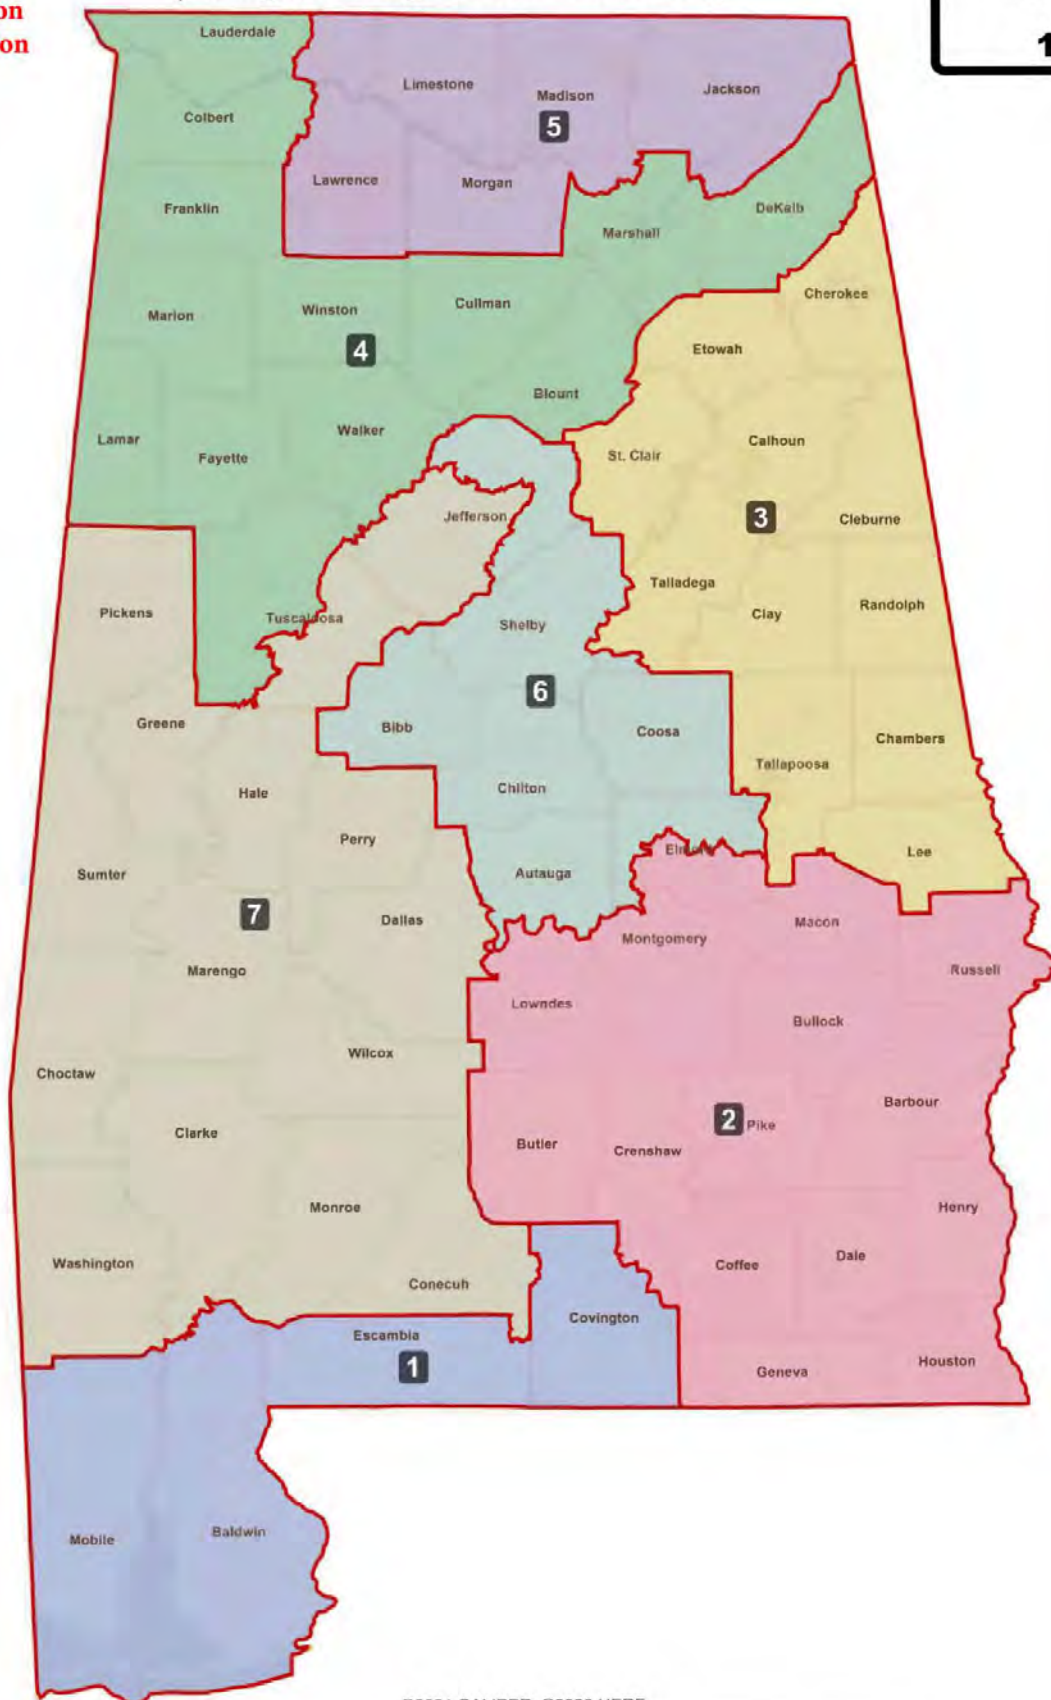 on
on
1
Lauderdale
Limestone
Madison
Jackson
Colbert
5
Lawrence
Morgan
Franklin
DeKalb
Marshall
Cherokee
Cullman
Winston
Marion
4
Etowah
Blount
Walker
Lamar
Calhoun
Fayette
St. Clair
Jefferson
3
Cleburne
Talladega
Pickens
Clay
Randolph
Tuscaloosa
Shelby
6
Greene
Bibb
Coosa
Chambers
Tallapoosa
Hale
Chilton
Perry
Elmore
Lee
Sumter
Autauga
7
Dallas
Macon
Montgomery
Marengo
Russell
Lowndes
Bullock
Wilcox
Choctaw
Barbour
2
Pike
Clarke
Butler
Crenshaw
Monroe
Henry
Washington
Coffee
Dale
Conecuh
Covington
Escambia
1
Geneva
Houston
Mobile
Baldwin